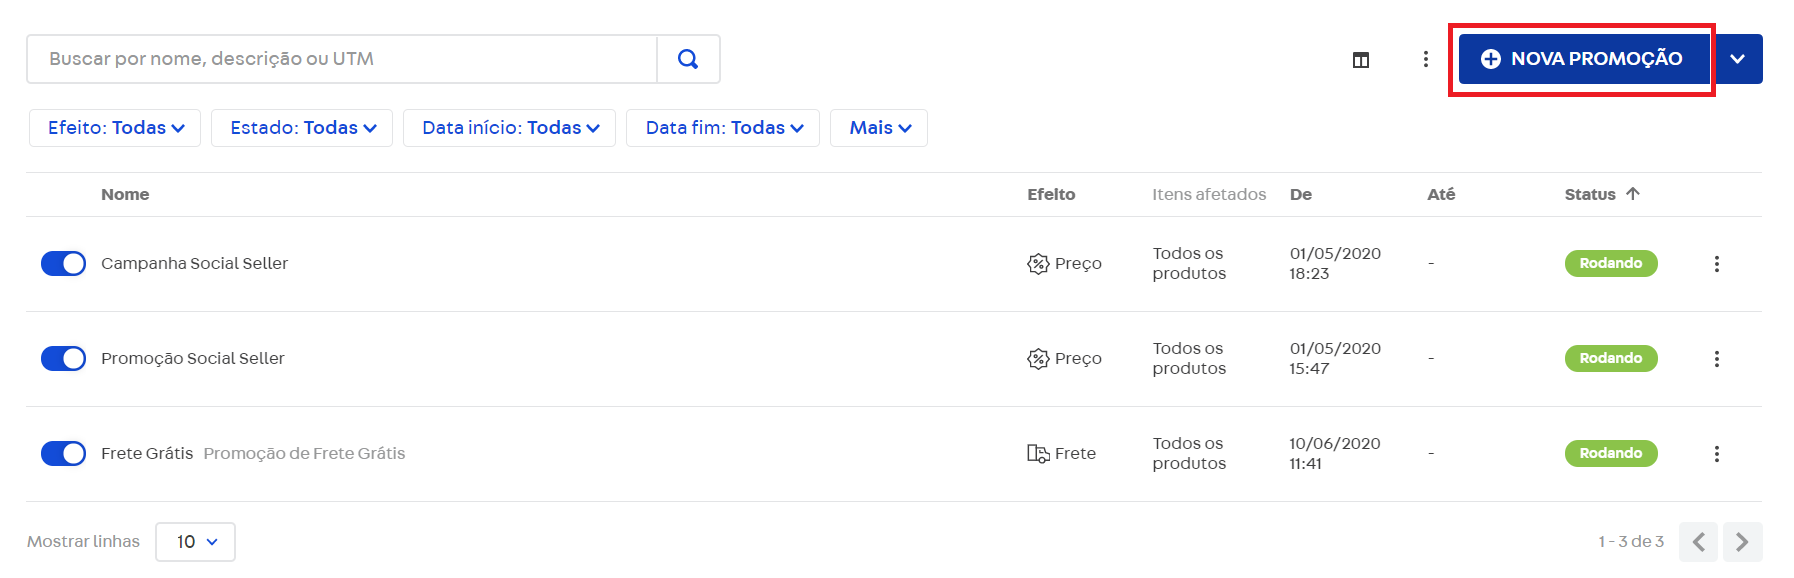 Buscar por nome, descrição ou UTM
NOVA PROMOÇÃO
Efeito: Todas
Estado: Todas
Data início: Todas
Data fim: Todas
Mais
Nome Efeito Itens afetados De Até Status
Campanha Social Seller Preço Todos os produtos 01/05/2020 18:23 - Rodando
Promoção Social Seller Preço Todos os produtos 01/05/2020 15:47 - Rodando
Frete Grátis Promoção de Frete Grátis Frete Todos os produtos 10/06/2020 11:41 - Rodando
Mostrar linhas 10 1 - 3 de 3